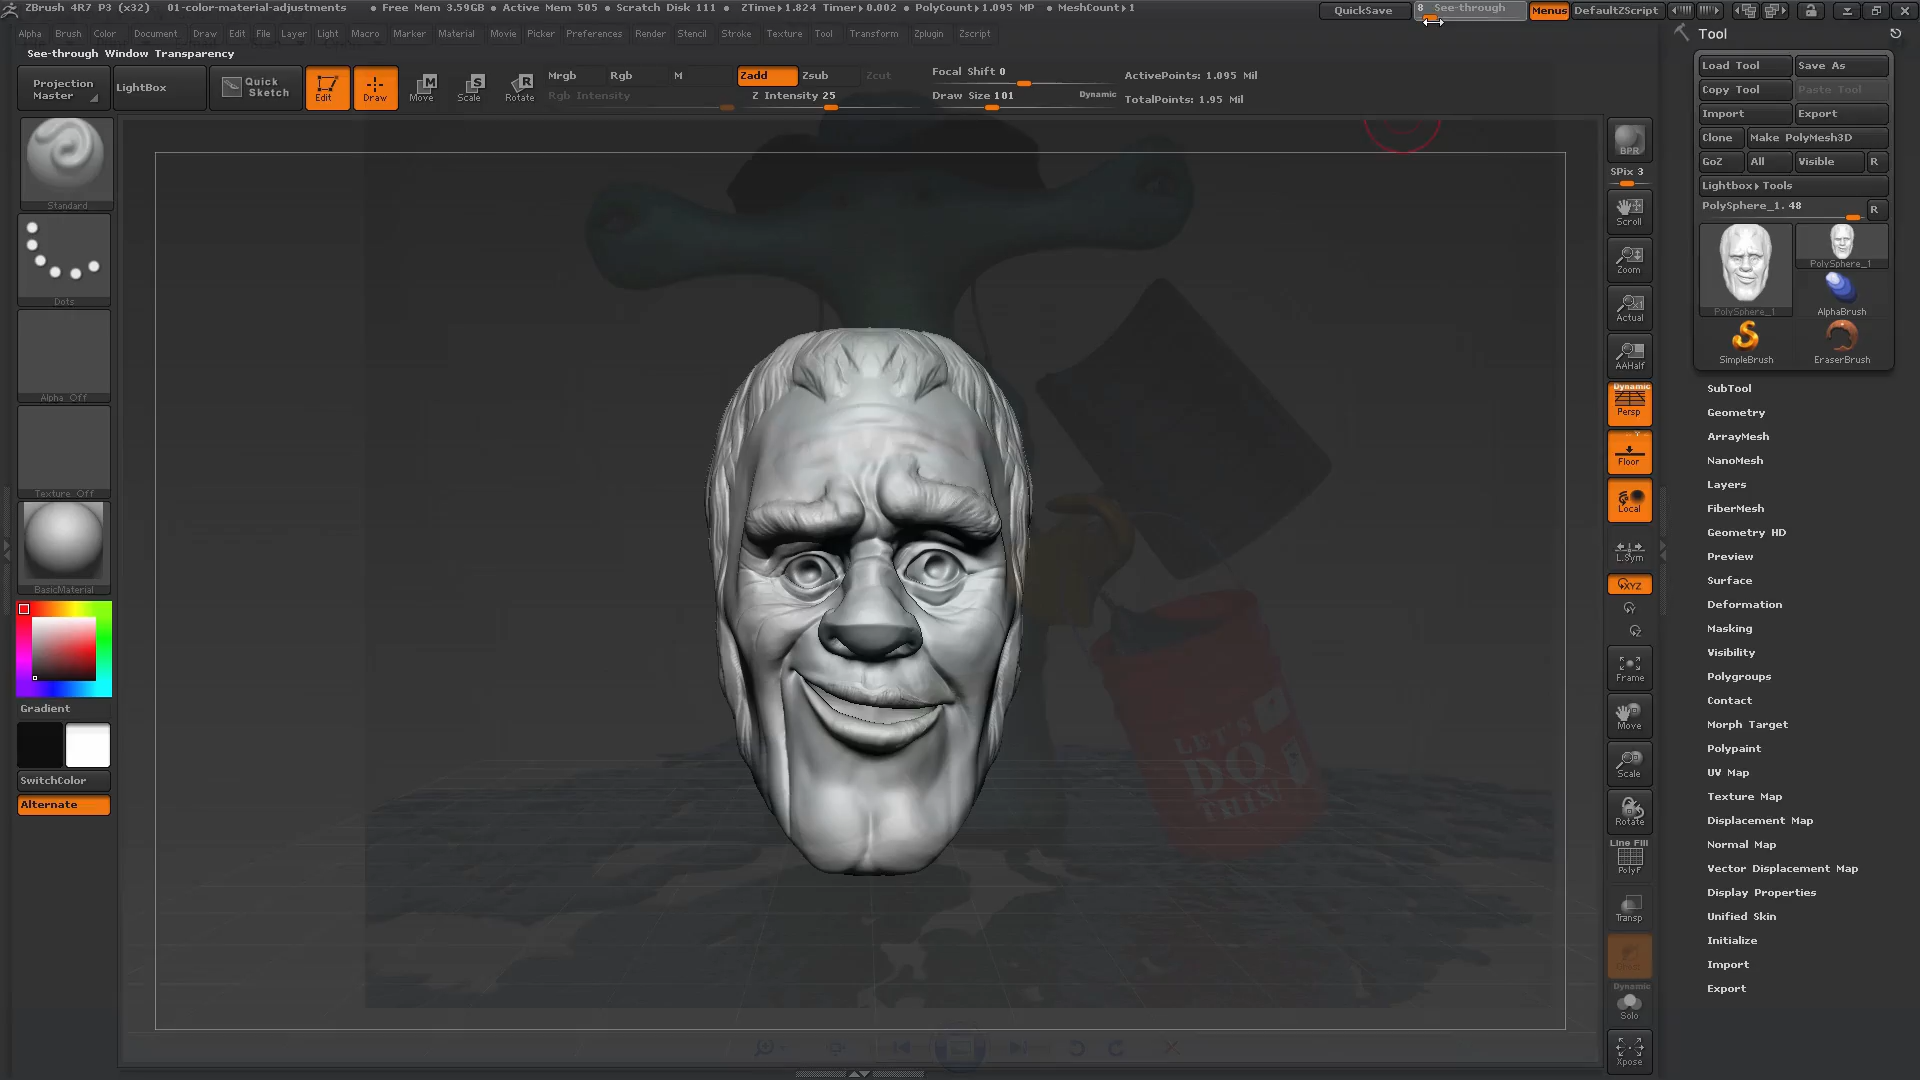 ZBrush 4R7 P3 (x32) 01-color-material-adjustments • Free Mem 3.59GB • Active Mem 505 • Scratch Disk 111 • ZTime▸1.824 Timer▸0.002 • PolyCount▸1.095 MP • MeshCount▸1 QuickSave 8 See-through Menus DefaultZScript
Alpha Brush Color Document Draw Edit File Layer Light Macro Marker Material Movie Picker Preferences Render Stencil Stroke Texture Tool Transform Zplugin Zscript
See-through Window Transparency
Projection Master
LightBox
Quick Sketch
Edit
Draw
Move
Scale
Rotate
Mrgb Rgb M
Rgb Intensity
Zadd Zsub Zcut
Z Intensity 25
Focal Shift 0
Draw Size 101 Dynamic
ActivePoints: 1.095 Mil
TotalPoints: 1.95 Mil
Standard
Dots
Alpha Off
Texture Off
BasicMaterial
Gradient
SwitchColor
Alternate
LET'S
DO
THIS!
BPR
SPix 3
Scroll
Zoom
Actual
AAHalf
Dynamic
Persp
Floor
Local
L.Sym
XYZ
Y
Z
Frame
Move
Scale
Rotate
Line Fill
PolyF
Transp
Dynamic
Solo
Xpose
Tool
Load Tool Save As
Copy Tool Paste Tool
Import Export
Clone Make PolyMesh3D
GoZ All Visible R
Lightbox▸Tools
PolySphere_1. 48 R
PolySphere_1
PolySphere_1
AlphaBrush
SimpleBrush
EraserBrush
SubTool
Geometry
ArrayMesh
NanoMesh
Layers
FiberMesh
Geometry HD
Preview
Surface
Deformation
Masking
Visibility
Polygroups
Contact
Morph Target
Polypaint
UV Map
Texture Map
Displacement Map
Normal Map
Vector Displacement Map
Display Properties
Unified Skin
Initialize
Import
Export